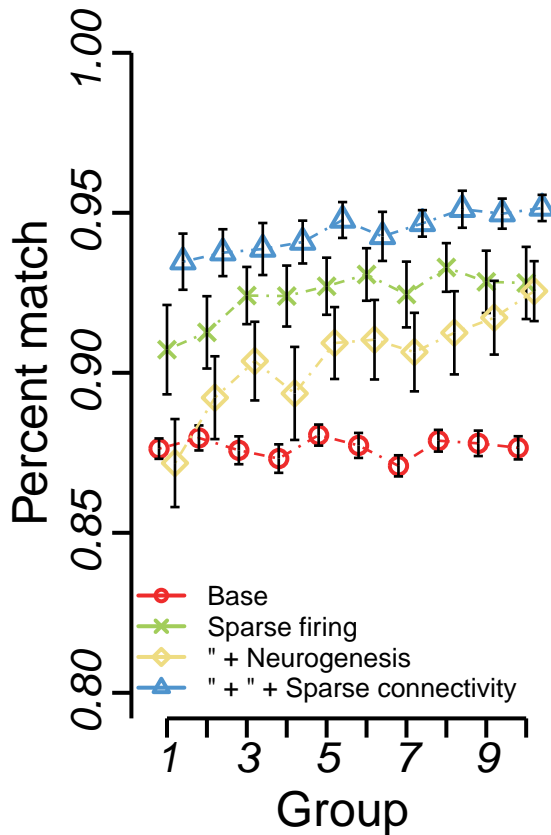 1.00
0.95
0.90
0.85
0.80
Percent match
Base
Sparse firing
" + Neurogenesis
" + " + Sparse connectivity
1 3 5 7 9
Group